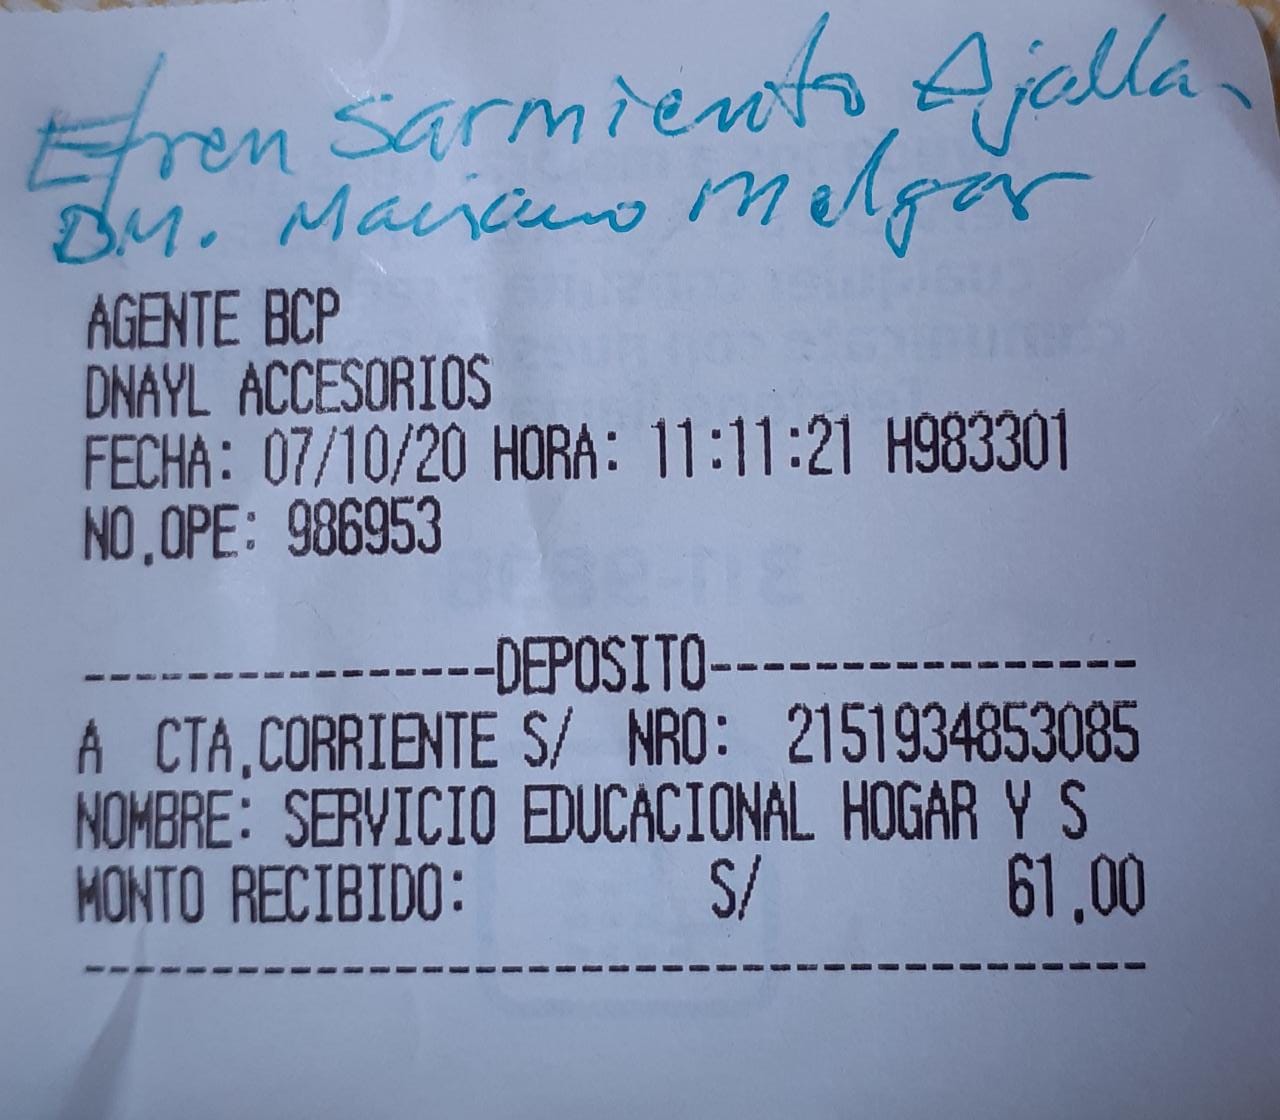 Efren Sarmiento Ajalla.
D.M. Mariano Melgar
AGENTE BCP
DNAYL ACCESORIOS
FECHA: 07/10/20 HORA: 11:11:21 H983301
NO.OPE: 986953
----------------DEPOSITO-----------------
A CTA.CORRIENTE S/ NRO: 2151934853085
NOMBRE: SERVICIO EDUCACIONAL HOGAR Y S
MONTO RECIBIDO: S/ 61.00